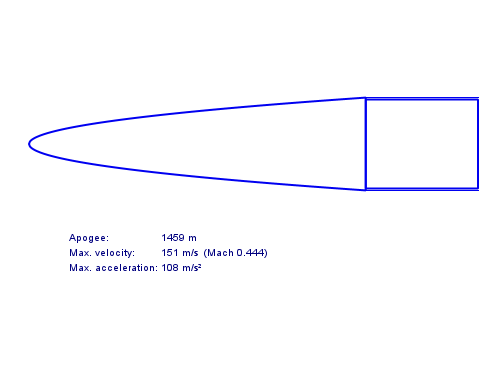 Apogee: 1459 m
Max. velocity: 151 m/s (Mach 0.444)
Max. acceleration: 108 m/s²